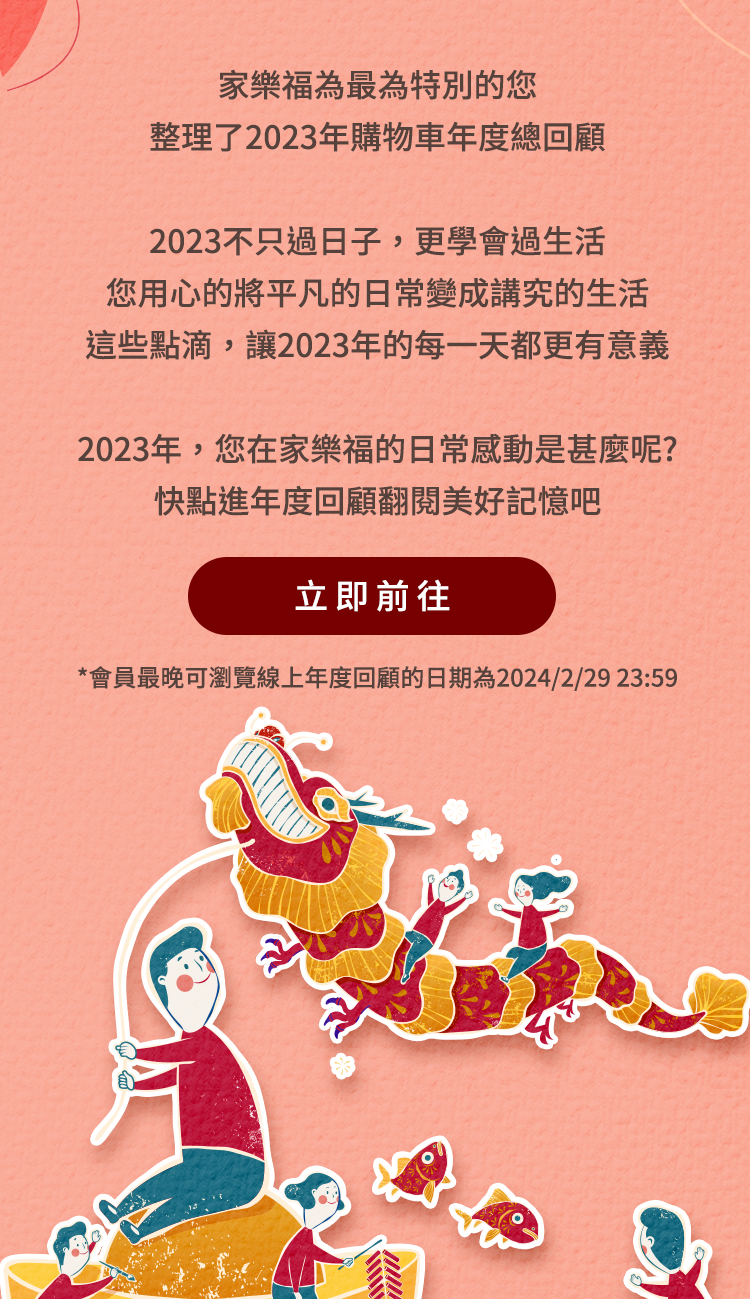 家樂福為最為特別的您
整理了2023年購物車年度總回顧
2023不只過日子，更學會過生活
您用心的將平凡的日常變成講究的生活
這些點滴，讓2023年的每一天都更有意義
2023年，您在家樂福的日常感動是甚麼呢?
快點進年度回顧翻閱美好記憶吧
立即前往
*會員最晚可瀏覽線上年度回顧的日期為2024/2/29 23:59